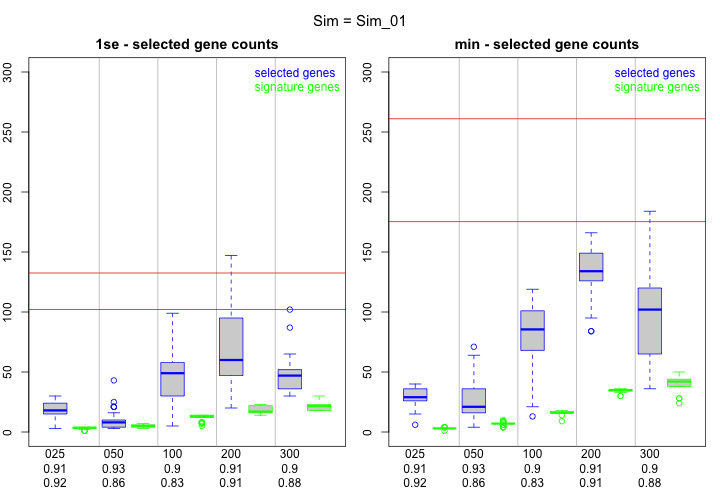 Sim = Sim_01
1se - selected gene counts
selected genes
signature genes
0 50 100 150 200 250 300
025 050 100 200 300
0.91 0.93 0.9 0.91 0.9
0.92 0.86 0.83 0.91 0.88
min - selected gene counts
selected genes
signature genes
0 50 100 150 200 250 300
025 050 100 200 300
0.91 0.93 0.9 0.91 0.9
0.92 0.86 0.83 0.91 0.88